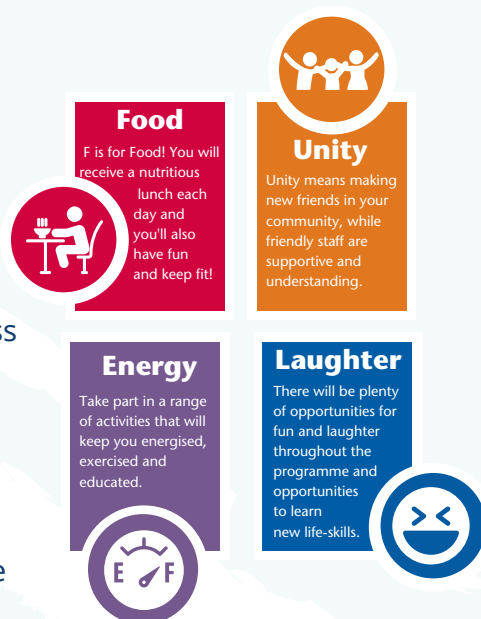 Food
F is for Food! You will
receive a nutritious
lunch each
day and
you'll also
have fun
and keep fit!
Unity
Unity means making
new friends in your
community, while
friendly staff are
supportive and
understanding.
ss
Energy
Take part in a range
of activities that will
keep you energised,
exercised and
educated.
E F
Laughter
There will be plenty
of opportunities for
fun and laughter
throughout the
programme and
opportunities
to learn
new life-skills.
e